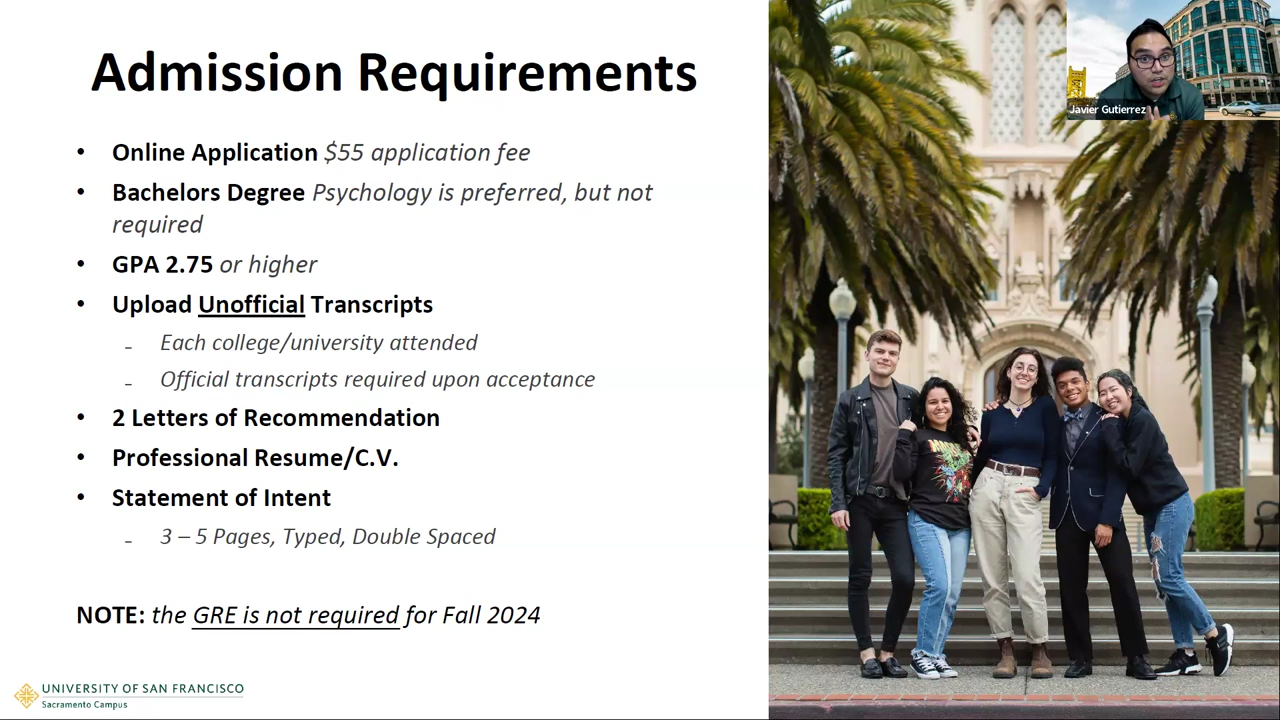 Admission Requirements
• Online Application $55 application fee
• Bachelors Degree Psychology is preferred, but not
required
• GPA 2.75 or higher
• Upload Unofficial Transcripts
- Each college/university attended
- Official transcripts required upon acceptance
• 2 Letters of Recommendation
• Professional Resume/C.V.
• Statement of Intent
- 3 – 5 Pages, Typed, Double Spaced
NOTE: the GRE is not required for Fall 2024
UNIVERSITY OF SAN FRANCISCO
Sacramento Campus
Javier Gutierrez